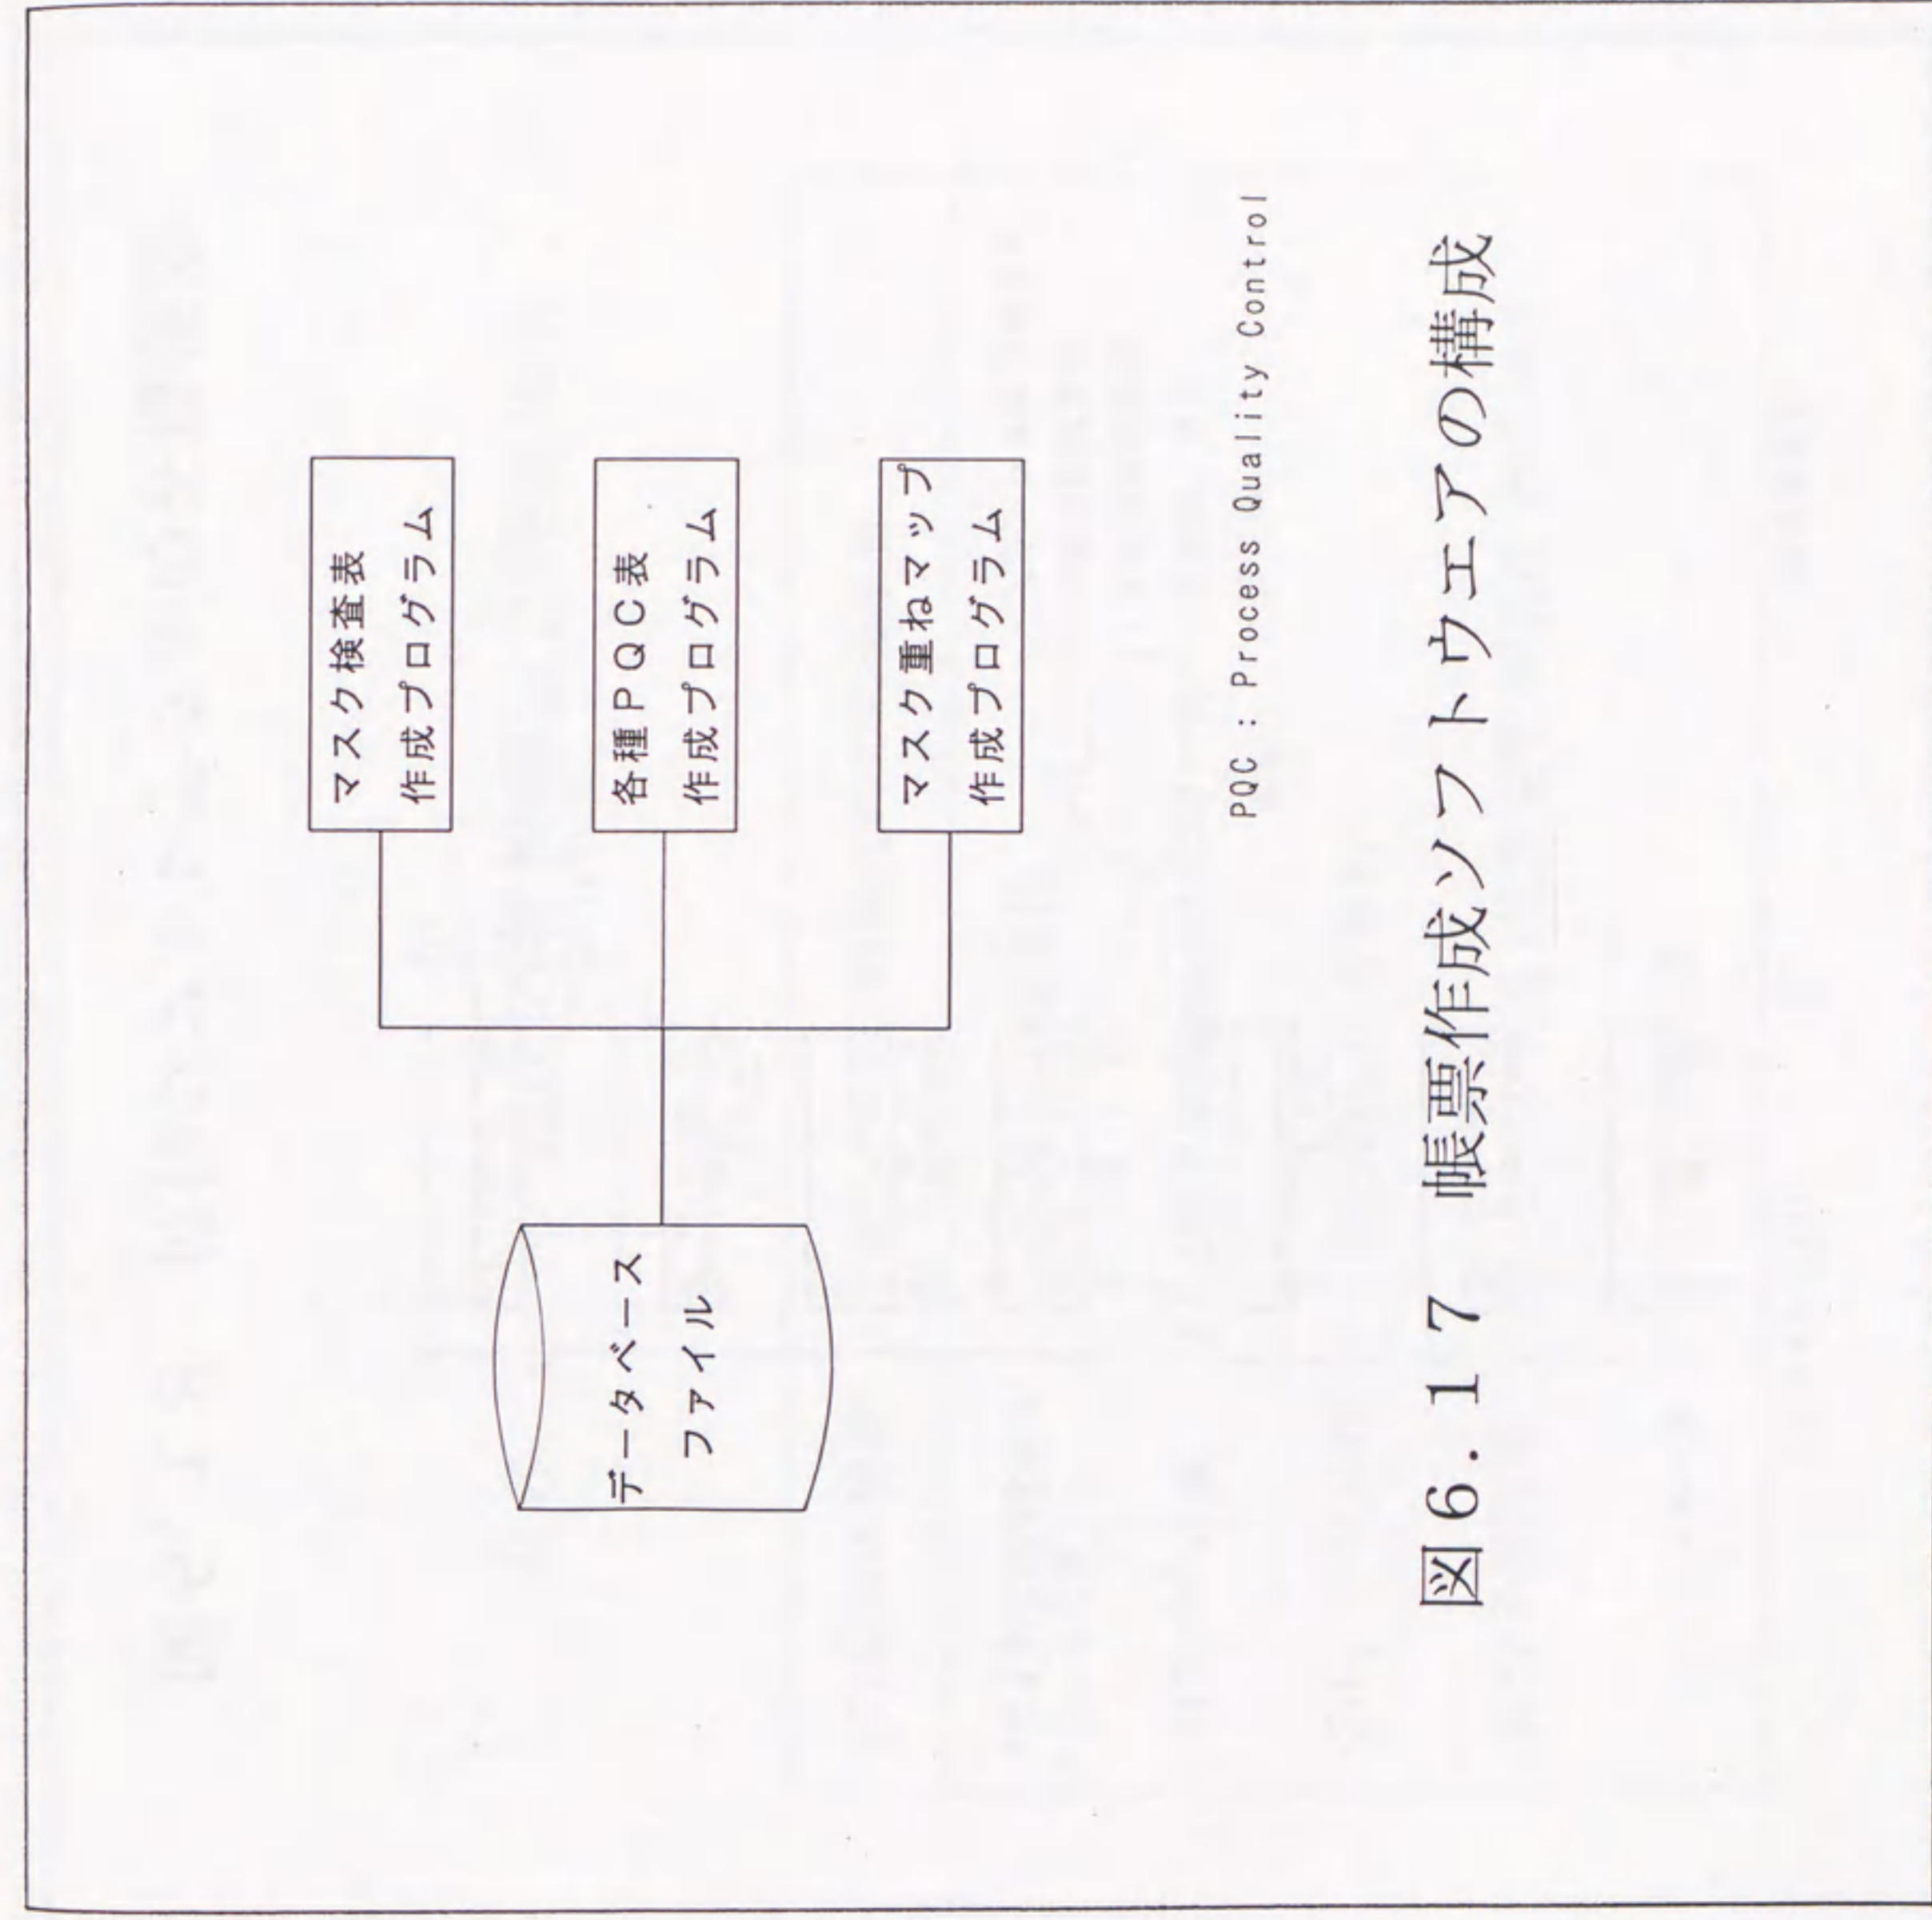 データベース
ファイル
マスク検査表
作成プログラム
各種PQC表
作成プログラム
マスク重ねマップ
作成プログラム
PQC : Process Quality Control
図6.17 帳票作成ソフトウェアの構成